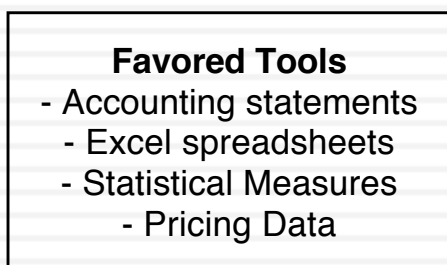 Favored Tools
- Accounting statements
- Excel spreadsheets
- Statistical Measures
- Pricing Data